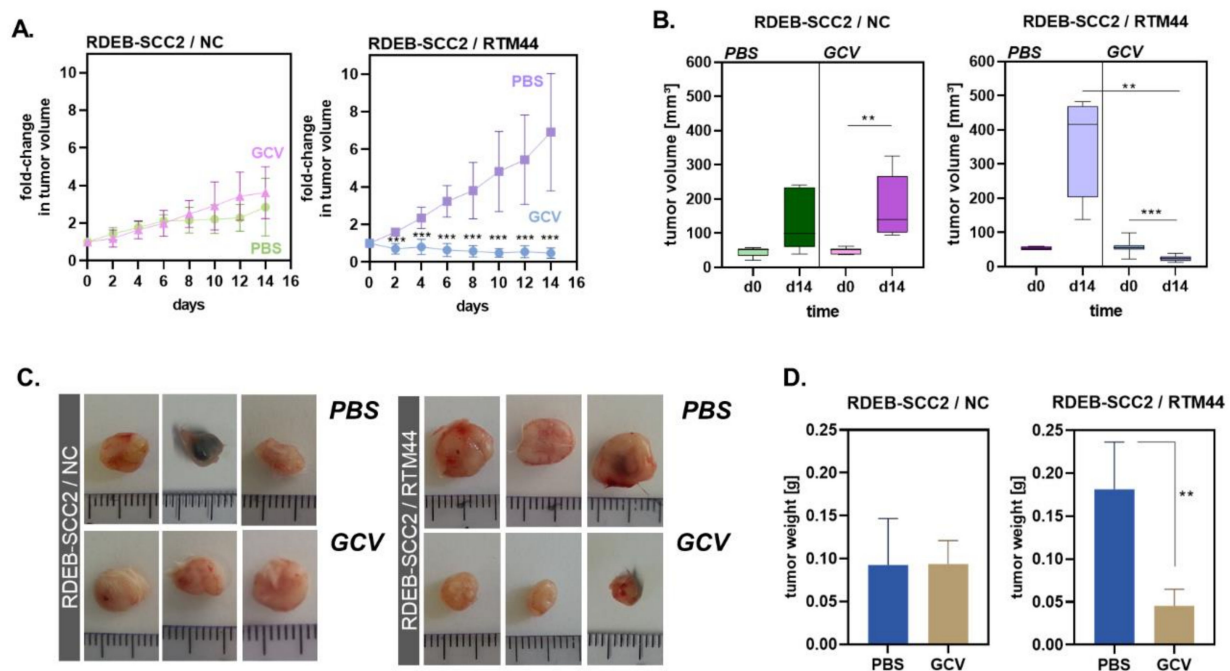 A.
RDEB-SCC2 / NC
fold-change
in tumor volume
10
8
6
4
2
0
GCV
PBS
0 2 4 6 8 10 12 14 16
days
RDEB-SCC2 / RTM44
fold-change
in tumor volume
10
8
6
4
2
0
PBS
GCV
*** *** *** *** *** *** ***
0 2 4 6 8 10 12 14 16
days
B.
RDEB-SCC2 / NC
PBS GCV
tumor volume [mm³]
600
500
400
300
200
100
0
**
d0 d14 d0 d14
time
RDEB-SCC2 / RTM44
PBS GCV
tumor volume [mm³]
600
500
400
300
200
100
0
**
***
d0 d14 d0 d14
time
C.
RDEB-SCC2 / NC
PBS
GCV
RDEB-SCC2 / RTM44
PBS
GCV
D.
RDEB-SCC2 / NC
tumor weight [g]
0.25
0.20
0.15
0.10
0.05
0.00
PBS GCV
RDEB-SCC2 / RTM44
tumor weight [g]
0.25
0.20
0.15
0.10
0.05
0.00
**
PBS GCV